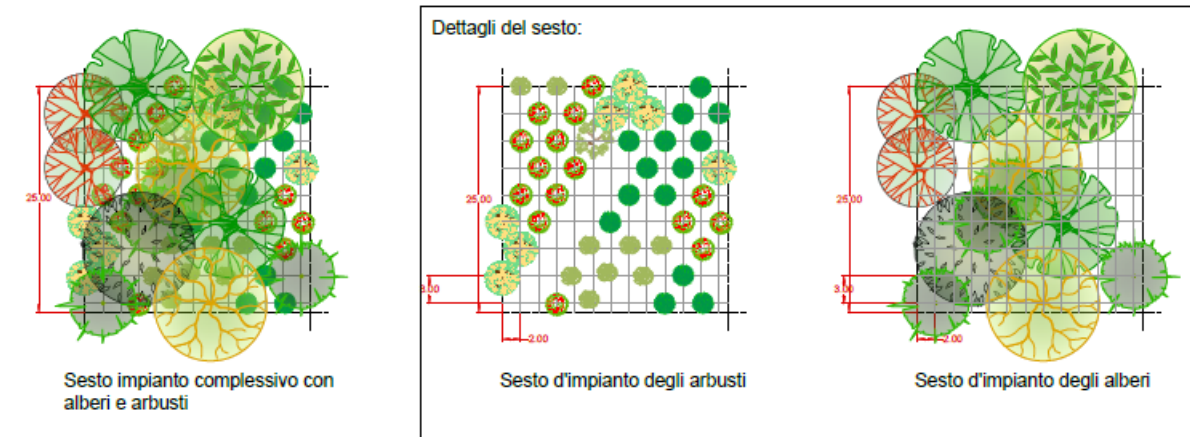 Dettagli del sesto:
25.00
25.00
3.00
2.00
25.00
3.00
2.00
Sesto impianto complessivo con
alberi e arbusti
Sesto d'impianto degli arbusti
Sesto d'impianto degli alberi